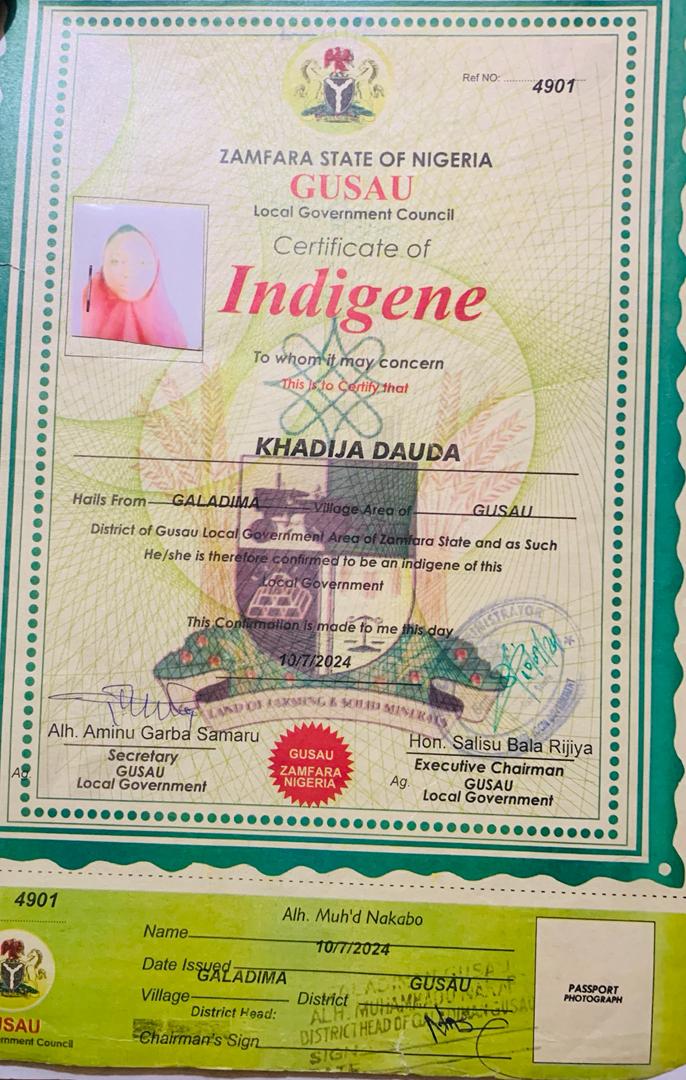 Ref NO: .............. 4901
ZAMFARA STATE OF NIGERIA
GUSAU
Local Government Council
Certificate of
Indigene
To whom it may concern
This is to Certify that
KHADIJA DAUDA
Hails From GALADIMA Village Area of GUSAU
District of Gusau Local Government Area of Zamfara State and as Such
He/she is therefore confirmed to be an indigene of this
Local Government
This Confirmation is made to me this day
10/7/2024
LAND OF FARMING & SOLID MINERALS
Alh. Aminu Garba Samaru
Secretary
GUSAU
Local Government
GUSAU
ZAMFARA
NIGERIA
Hon. Salisu Bala Rijiya
Ag. Executive Chairman
GUSAU
Local Government
Ag.
4901
Name Alh. Muh'd Nakabo
Date Issued 10/7/2024
Village GALADIMA District GUSAU
District Head:
Chairman's Sign
DISTRICT HEAD OF
SIGN
PASSPORT
PHOTOGRAPH
USAU
rnment Council